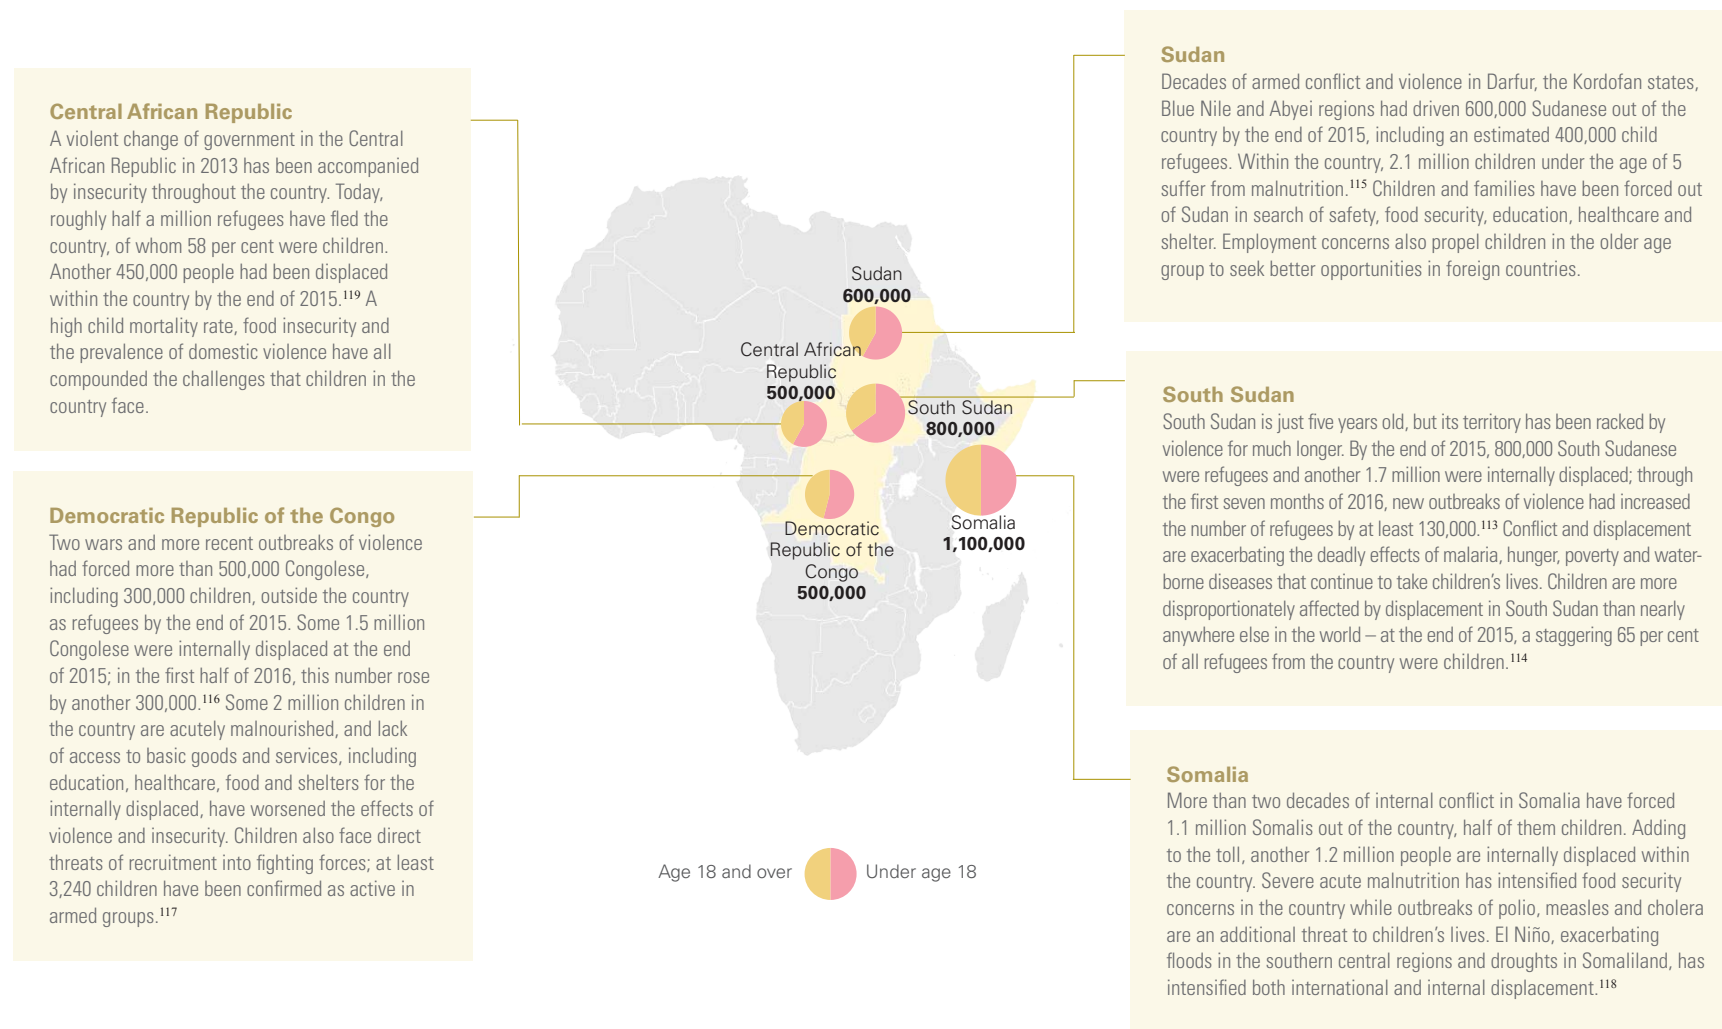 Central African Republic
A violent change of government in the Central
African Republic in 2013 has been accompanied
by insecurity throughout the country. Today,
roughly half a million refugees have fled the
country, of whom 58 per cent were children.
Another 450,000 people had been displaced
within the country by the end of 2015.119 A
high child mortality rate, food insecurity and
the prevalence of domestic violence have all
compounded the challenges that children in the
country face.
Democratic Republic of the Congo
Two wars and more recent outbreaks of violence
had forced more than 500,000 Congolese,
including 300,000 children, outside the country
as refugees by the end of 2015. Some 1.5 million
Congolese were internally displaced at the end
of 2015; in the first half of 2016, this number rose
by another 300,000.116 Some 2 million children in
the country are acutely malnourished, and lack
of access to basic goods and services, including
education, healthcare, food and shelters for the
internally displaced, have worsened the effects of
violence and insecurity. Children also face direct
threats of recruitment into fighting forces; at least
3,240 children have been confirmed as active in
armed groups.117
Sudan
600,000
Central African
Republic
500,000
South Sudan
800,000
Somalia
1,100,000
Democratic
Republic of the
Congo
500,000
Age 18 and over
Under age 18
Sudan
Decades of armed conflict and violence in Darfur, the Kordofan states,
Blue Nile and Abyei regions had driven 600,000 Sudanese out of the
country by the end of 2015, including an estimated 400,000 child
refugees. Within the country, 2.1 million children under the age of 5
suffer from malnutrition.115 Children and families have been forced out
of Sudan in search of safety, food security, education, healthcare and
shelter. Employment concerns also propel children in the older age
group to seek better opportunities in foreign countries.
South Sudan
South Sudan is just five years old, but its territory has been racked by
violence for much longer. By the end of 2015, 800,000 South Sudanese
were refugees and another 1.7 million were internally displaced; through
the first seven months of 2016, new outbreaks of violence had increased
the number of refugees by at least 130,000.113 Conflict and displacement
are exacerbating the deadly effects of malaria, hunger, poverty and water-
borne diseases that continue to take children's lives. Children are more
disproportionately affected by displacement in South Sudan than nearly
anywhere else in the world – at the end of 2015, a staggering 65 per cent
of all refugees from the country were children.114
Somalia
More than two decades of internal conflict in Somalia have forced
1.1 million Somalis out of the country, half of them children. Adding
to the toll, another 1.2 million people are internally displaced within
the country. Severe acute malnutrition has intensified food security
concerns in the country while outbreaks of polio, measles and cholera
are an additional threat to children's lives. El Niño, exacerbating
floods in the southern central regions and droughts in Somaliland, has
intensified both international and internal displacement.118